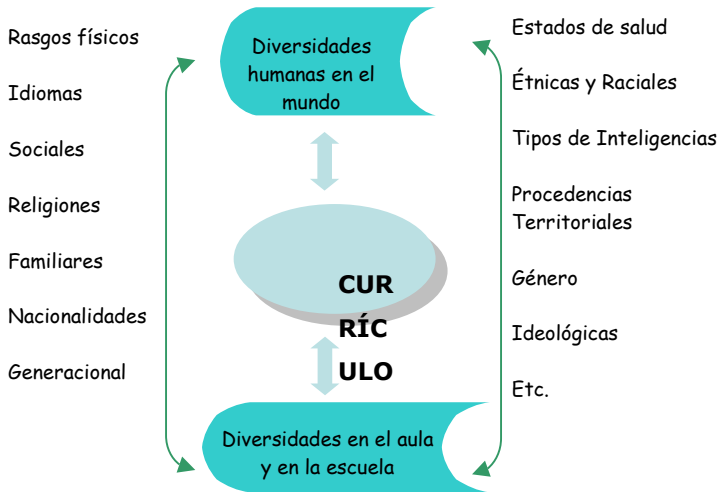 Rasgos físicos
Idiomas
Sociales
Religiones
Familiares
Nacionalidades
Generacional
Diversidades
humanas en el
mundo
CUR
RÍC
ULO
Diversidades en el aula
y en la escuela
Estados de salud
Étnicas y Raciales
Tipos de Inteligencias
Procedencias
Territoriales
Género
Ideológicas
Etc.